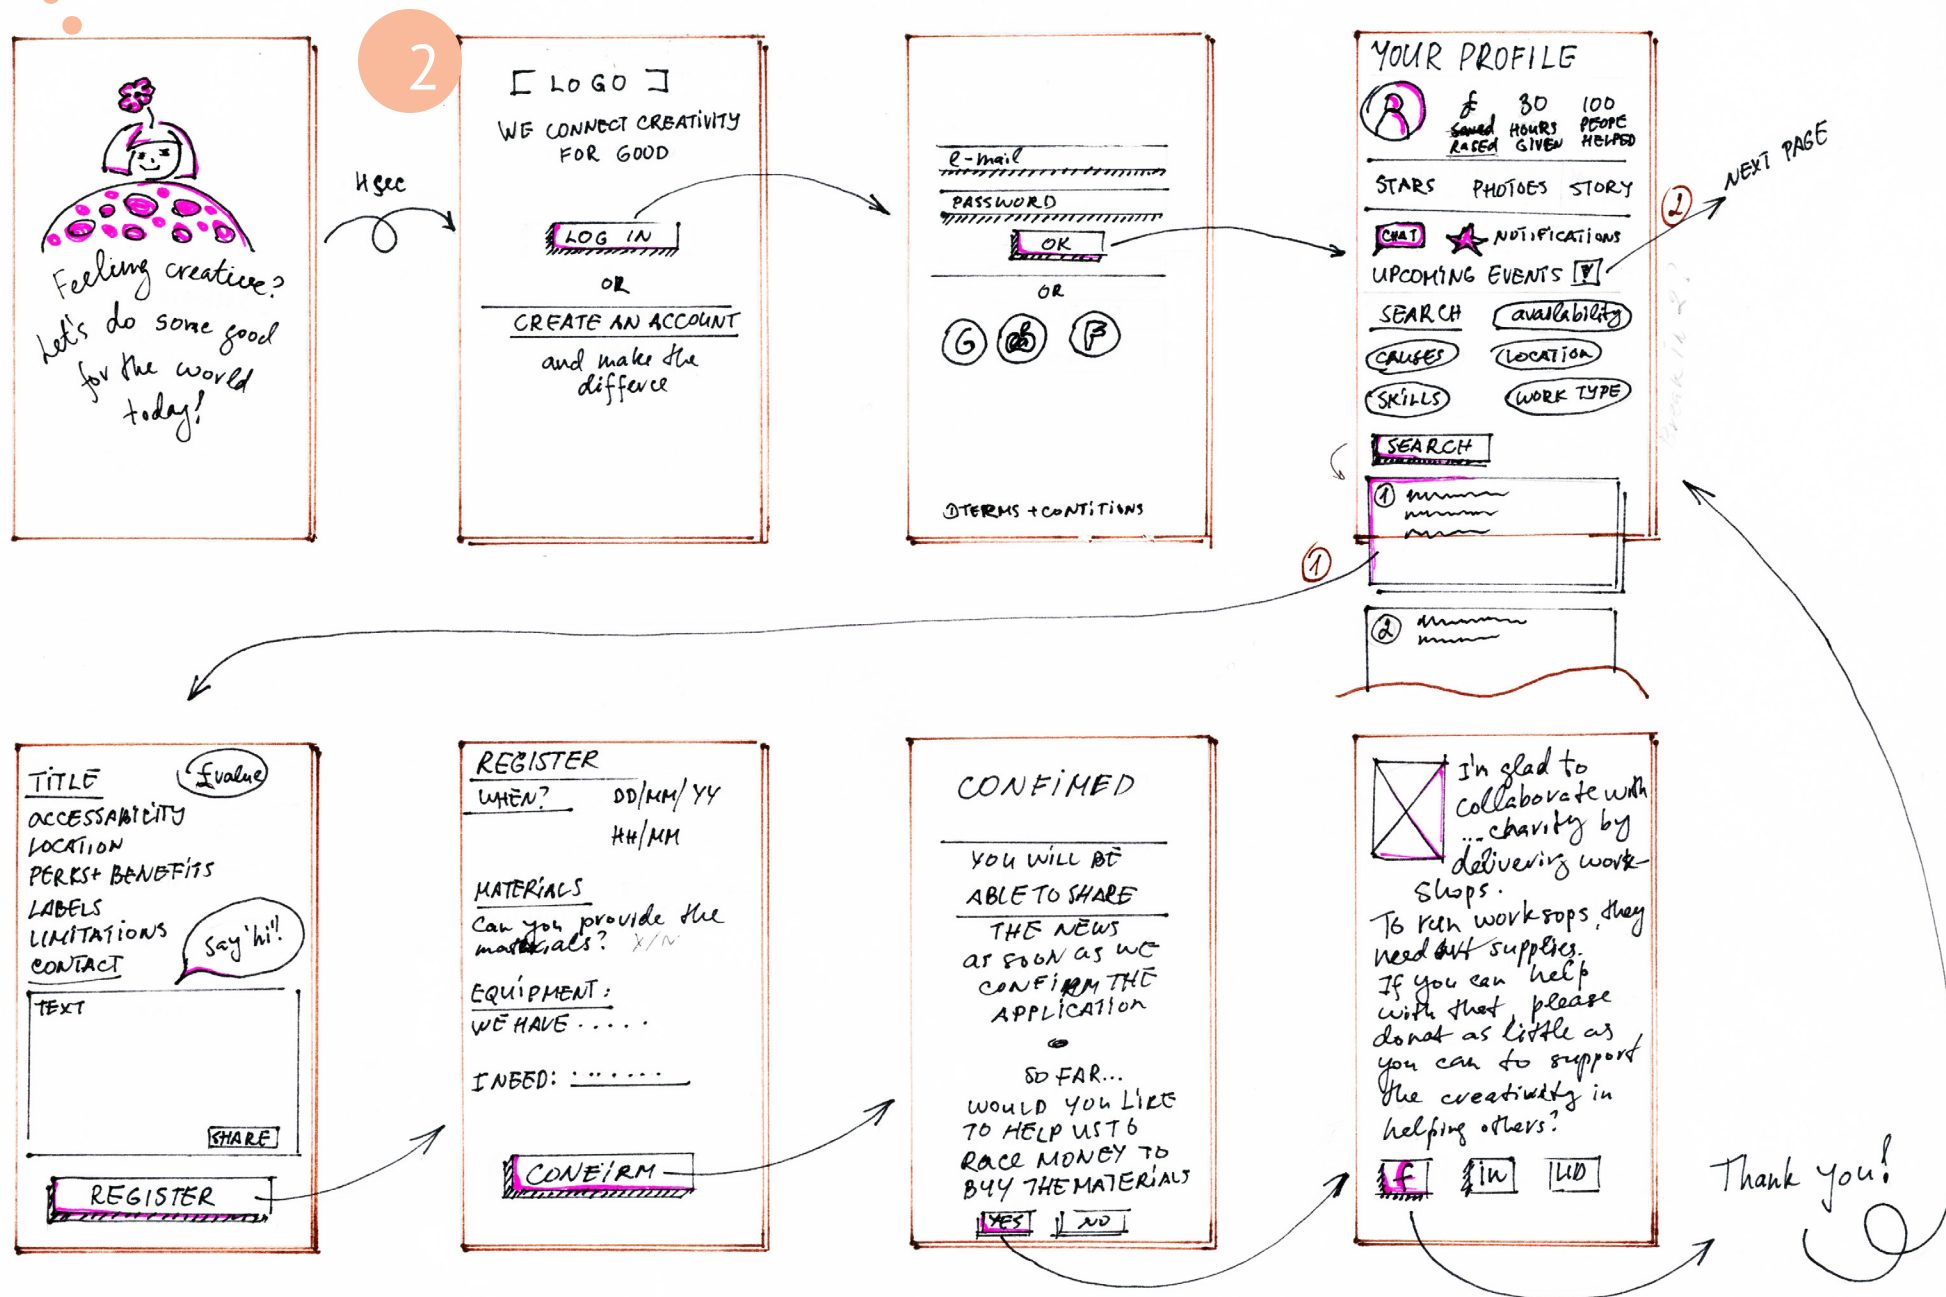 2
Feeling creative?
Let's do some good
for the world
today!
4 sec
[ LOGO ]
WE CONNECT CREATIVITY
FOR GOOD
LOG IN
OR
CREATE AN ACCOUNT
and make the
differce
e-mail
PASSWORD
OK
OR
G
F
TERMS + CONTITIONS
YOUR PROFILE
£ 30 100
saved HOURS PEOPE
RASED GIVEN HELPED
STARS PHOTOES STORY
CHAT NOTIFICATIONS
UPCOMING EVENTS
2
NEXT PAGE
SEARCH availability
CAUSES LOCATION
SKILLS WORK TYPE
SEARCH
1
1
2
TITLE £value
ACCESSABILITY
LOCATION
PERKS+ BENEFITS
LABELS
LIMITATIONS
say 'hi'!
CONTACT
TEXT
SHARE
REGISTER
REGISTER
WHEN? DD/MM/YY
HH/MM
MATERIALS
Can you provide the
materials? Y/N
EQUIPMENT:
WE HAVE .....
I NEED: .......
CONFIRM
CONFIMED
YOU WILL BE
ABLE TO SHARE
THE NEWS
AS SOON AS WE
CONFIRM THE
APPLICATION
SO FAR...
WOULD YOU LIKE
TO HELP US TO
RACE MONEY TO
BUY THE MATERIALS
YES NO
I'm glad to
collaborate with
...charity by
delivering work-
shops.
To run worksops, they
need art supplies.
If you can help
with that, please
donat as little as
you can to support
the creativity in
helping others?
f in
Thank you!